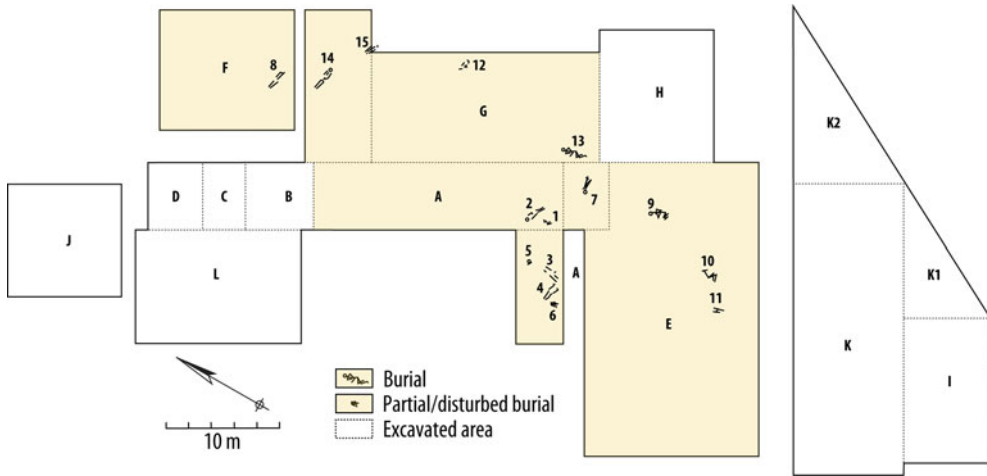 F
8
14
15
12
G
13
H
K2
D
C
B
A
2
1
7
9
J
L
5
3
4
6
A
10
11
E
K1
K
I
Burial
Partial/disturbed burial
Excavated area
10 m